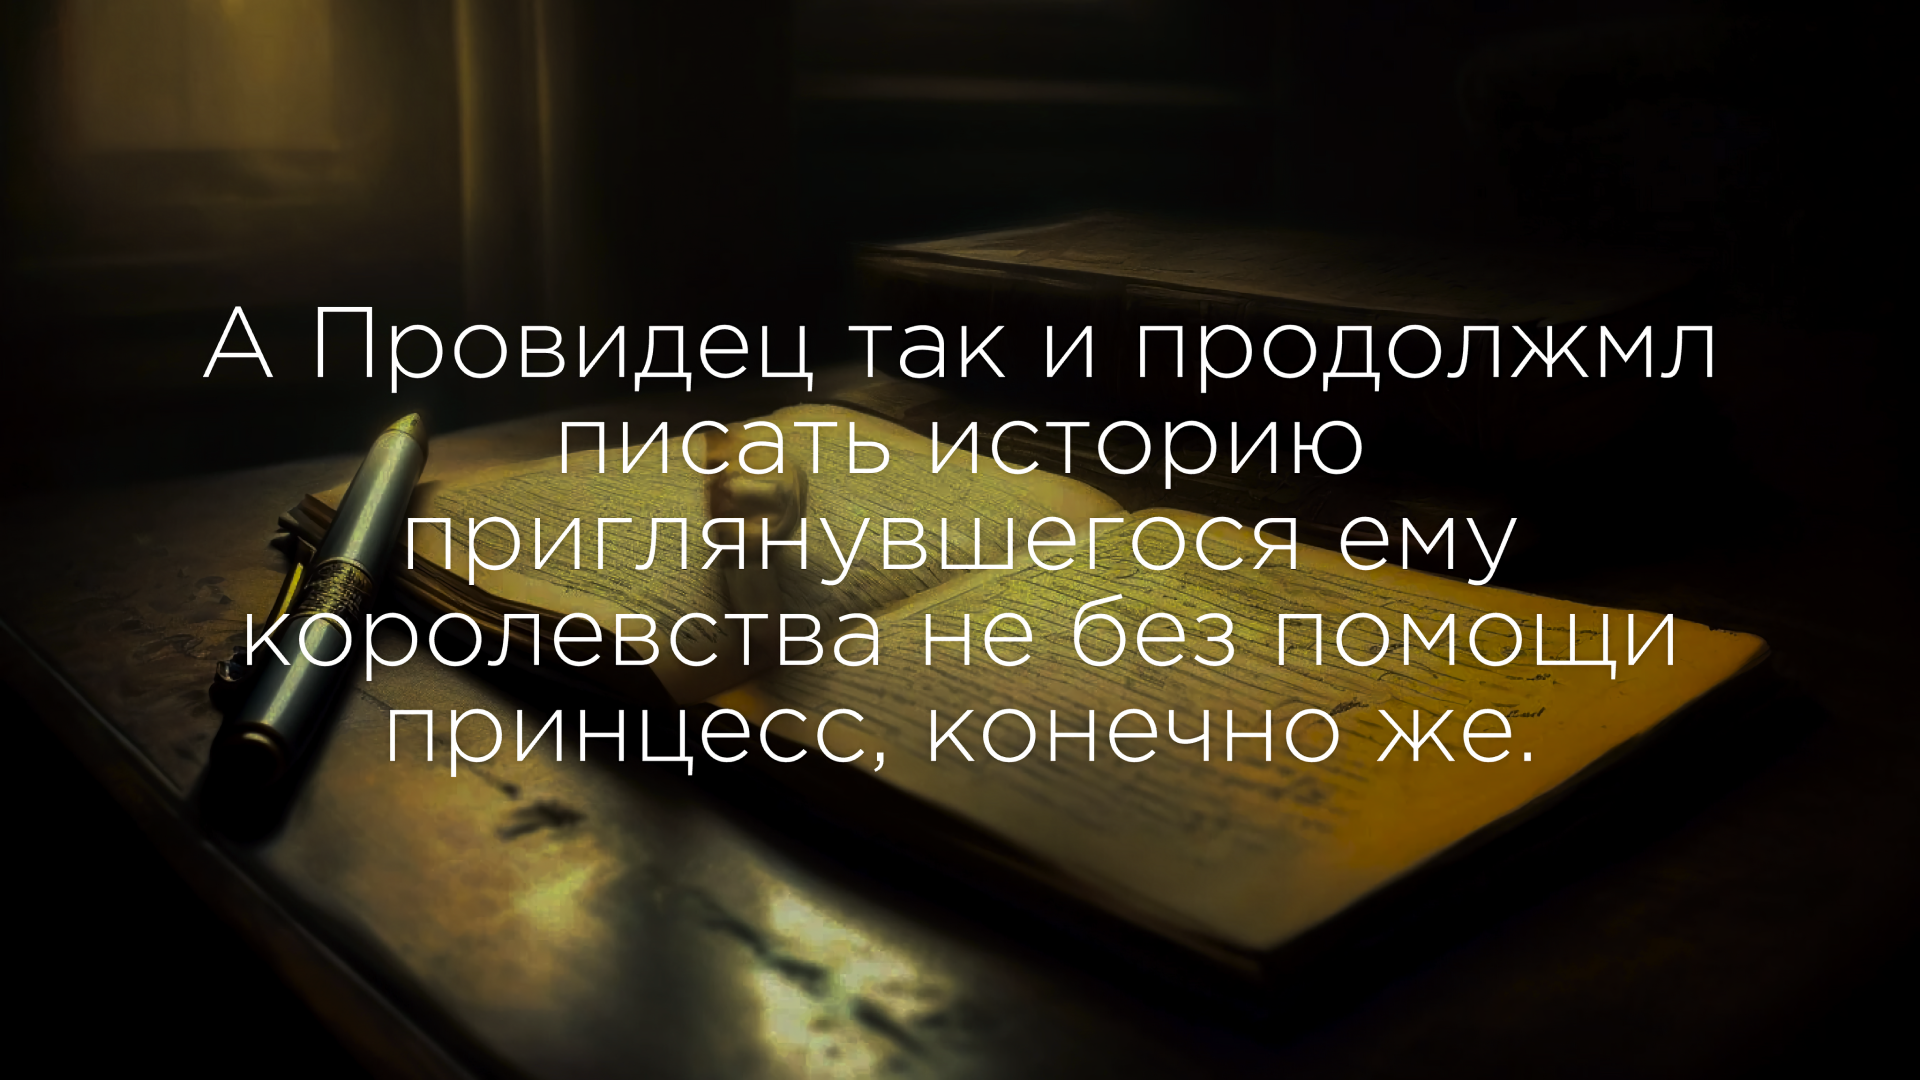 А Провидец так и продолжмл
писать историю
приглянувшегося ему
королевства не без помощи
принцесс, конечно же.